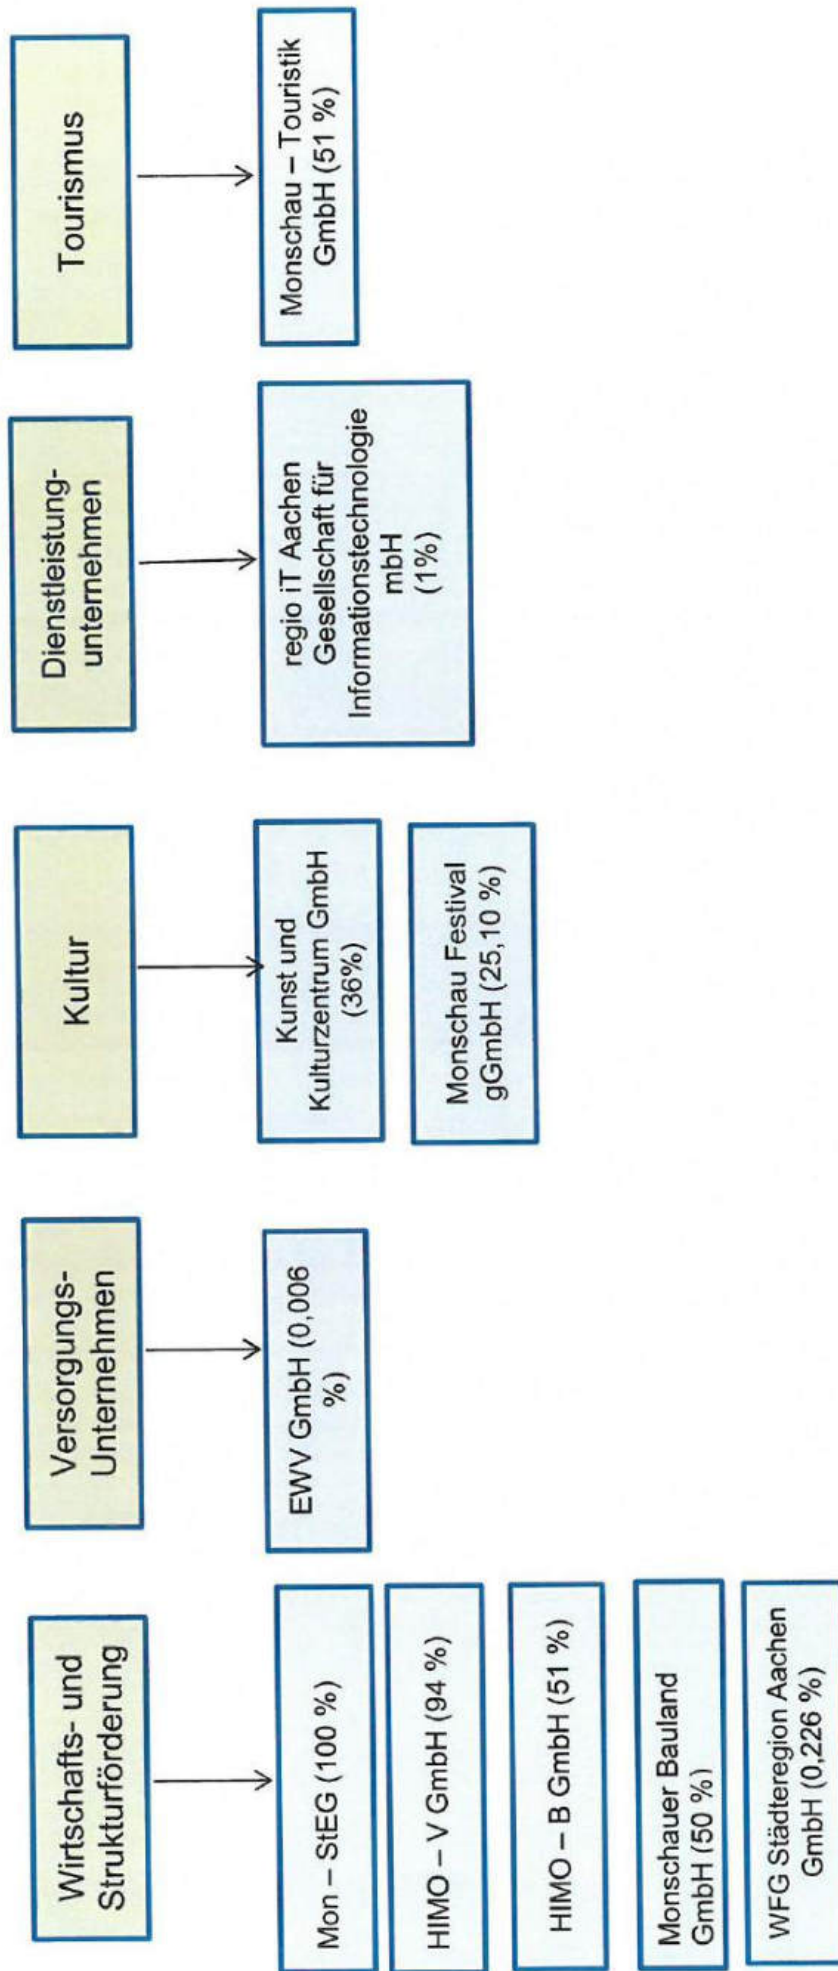 Wirtschafts- und
Strukturförderung
Mon – StEG (100 %)
HIMO – V GmbH (94 %)
HIMO – B GmbH (51 %)
Monschauer Bauland
GmbH (50 %)
WFG Städteregion Aachen
GmbH (0,226 %)
Versorgungs-
Unternehmen
EWV GmbH (0,006
%)
Kultur
Kunst und
Kulturzentrum GmbH
(36%)
Monschau Festival
gGmbH (25,10 %)
Dienstleistung-
unternehmen
regio iT Aachen
Gesellschaft für
Informationstechnologie
mbH
(1%)
Tourismus
Monschau – Touristik
GmbH (51 %)